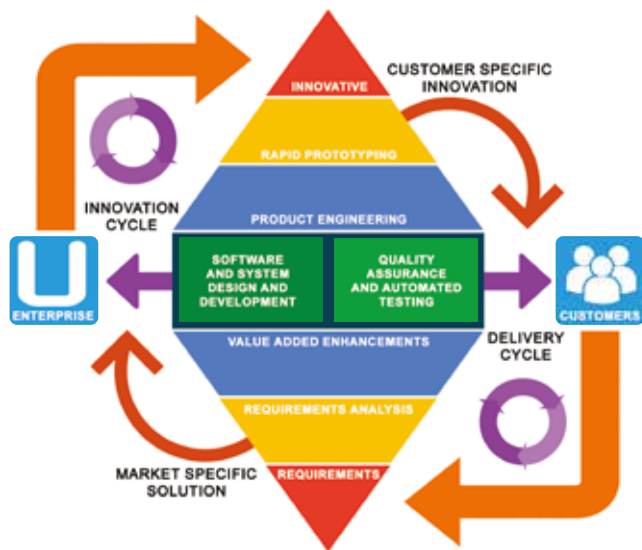 INNOVATIVE
CUSTOMER SPECIFIC
INNOVATION
RAPID PROTOTYPING
INNOVATION
CYCLE
PRODUCT ENGINEERING
SOFTWARE
AND SYSTEM
DESIGN AND
DEVELOPMENT
QUALITY
ASSURANCE
AND AUTOMATED
TESTING
U
ENTERPRISE
CUSTOMERS
VALUE ADDED ENHANCEMENTS
DELIVERY
CYCLE
REQUIREMENTS ANALYSIS
MARKET SPECIFIC
SOLUTION
REQUIREMENTS